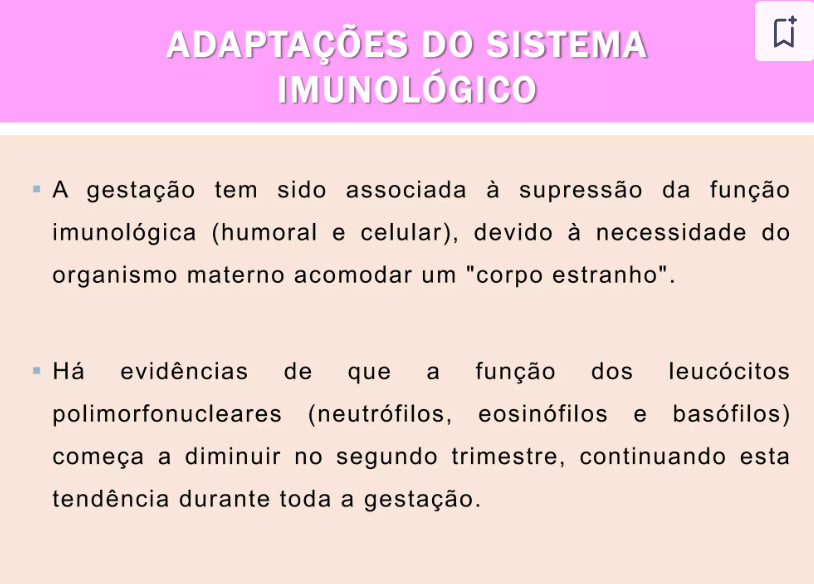 ADAPTAÇÕES DO SISTEMA
IMUNOLÓGICO
▪ A gestação tem sido associada à supressão da função
imunológica (humoral e celular), devido à necessidade do
organismo materno acomodar um "corpo estranho".
▪ Há evidências de que a função dos leucócitos
polimorfonucleares (neutrófilos, eosinófilos e basófilos)
começa a diminuir no segundo trimestre, continuando esta
tendência durante toda a gestação.